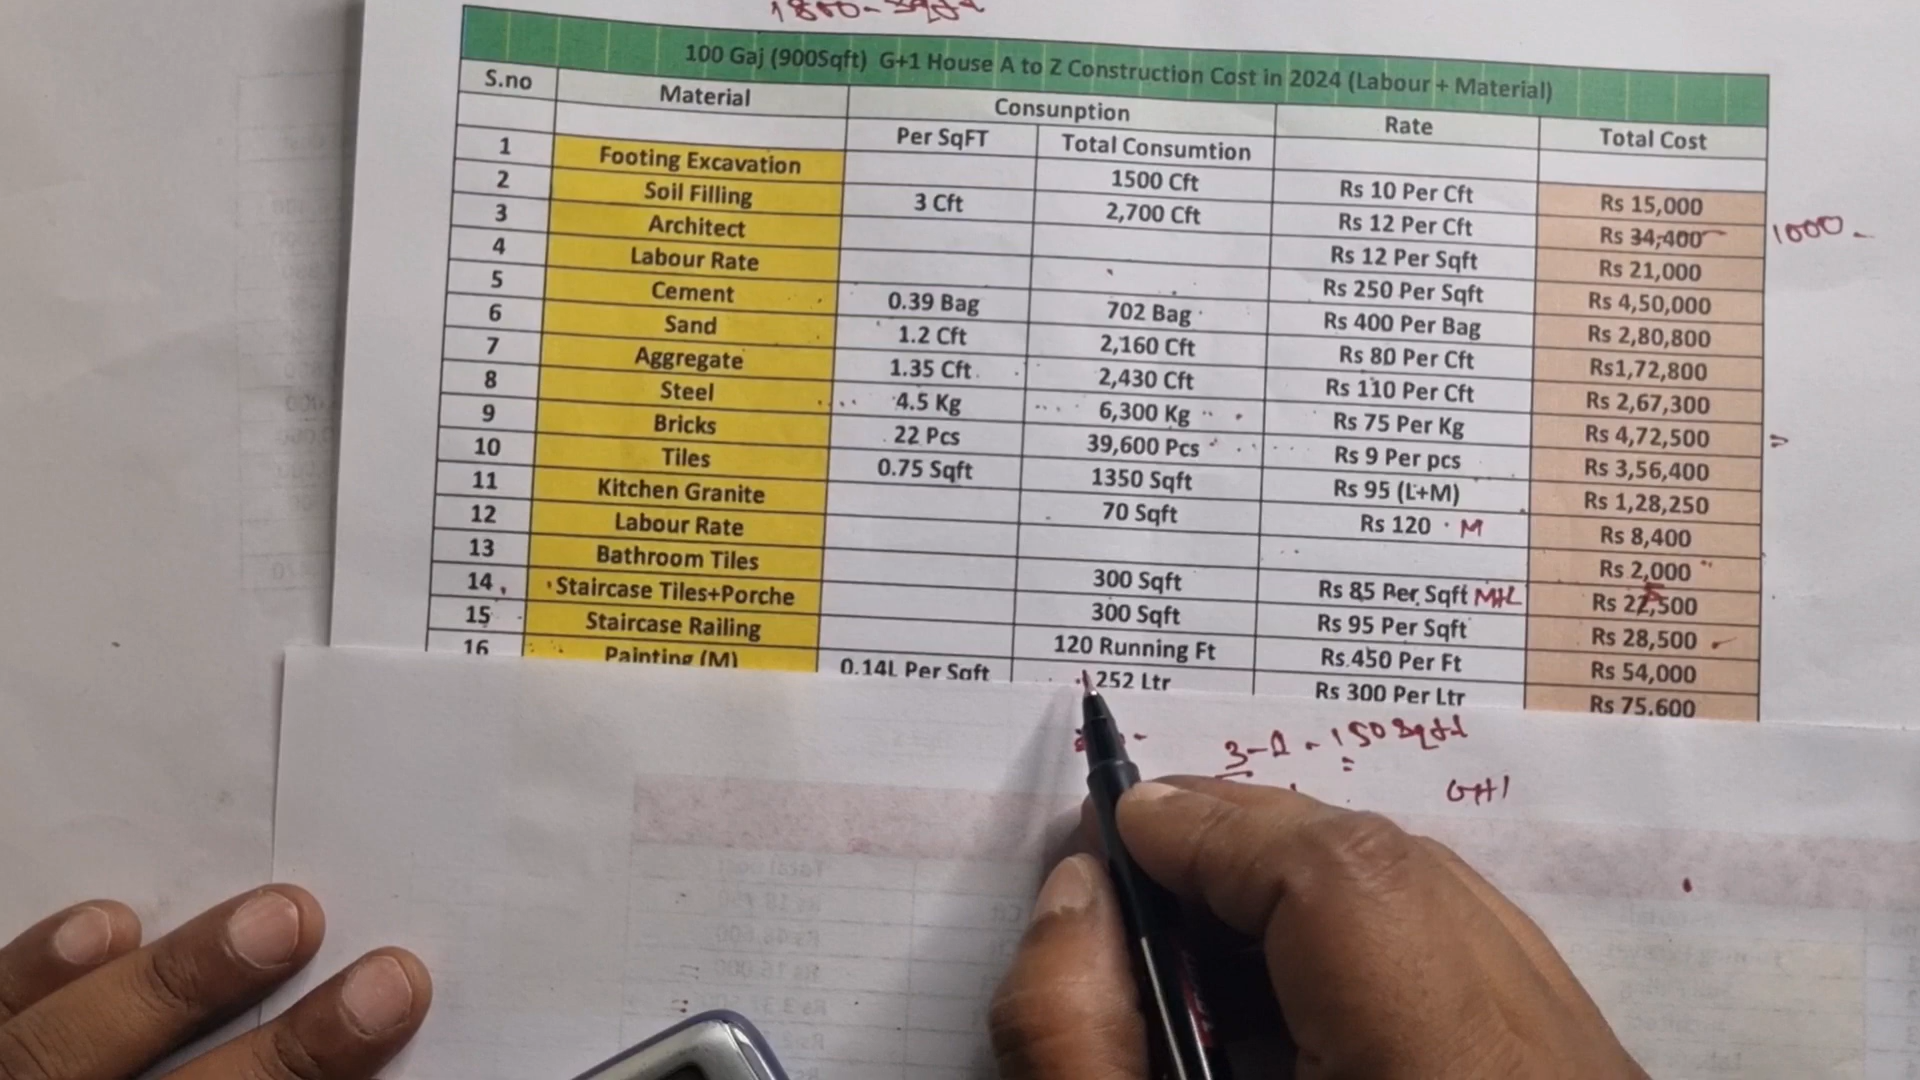 1800-Sqft
100 Gaj (900Sqft) G+1 House A to Z Construction Cost in 2024 (Labour + Material)
S.no Material Consunption Rate Total Cost
Per SqFT Total Consumtion
1 Footing Excavation 1500 Cft Rs 10 Per Cft Rs 15,000
2 Soil Filling 3 Cft 2,700 Cft Rs 12 Per Cft Rs 34,400 1000-
3 Architect Rs 12 Per Sqft Rs 21,000
4 Labour Rate Rs 250 Per Sqft Rs 4,50,000
5 Cement 0.39 Bag 702 Bag Rs 400 Per Bag Rs 2,80,800
6 Sand 1.2 Cft 2,160 Cft Rs 80 Per Cft Rs1,72,800
7 Aggregate 1.35 Cft 2,430 Cft Rs 110 Per Cft Rs 2,67,300
8 Steel 4.5 Kg 6,300 Kg Rs 75 Per Kg Rs 4,72,500 =
9 Bricks 22 Pcs 39,600 Pcs Rs 9 Per pcs Rs 3,56,400
10 Tiles 0.75 Sqft 1350 Sqft Rs 95 (L+M) Rs 1,28,250
11 Kitchen Granite 70 Sqft Rs 120 M Rs 8,400
12 Labour Rate Rs 2,000
13 Bathroom Tiles 300 Sqft Rs 85 Per Sqft M+L Rs 22,500
14 Staircase Tiles+Porche 300 Sqft Rs 95 Per Sqft Rs 28,500
15 Staircase Railing 120 Running Ft Rs 450 Per Ft Rs 54,000
16 Painting (M) 0.14L Per Sqft 252 Ltr Rs 300 Per Ltr Rs 75,600
150 Sqft
G+1